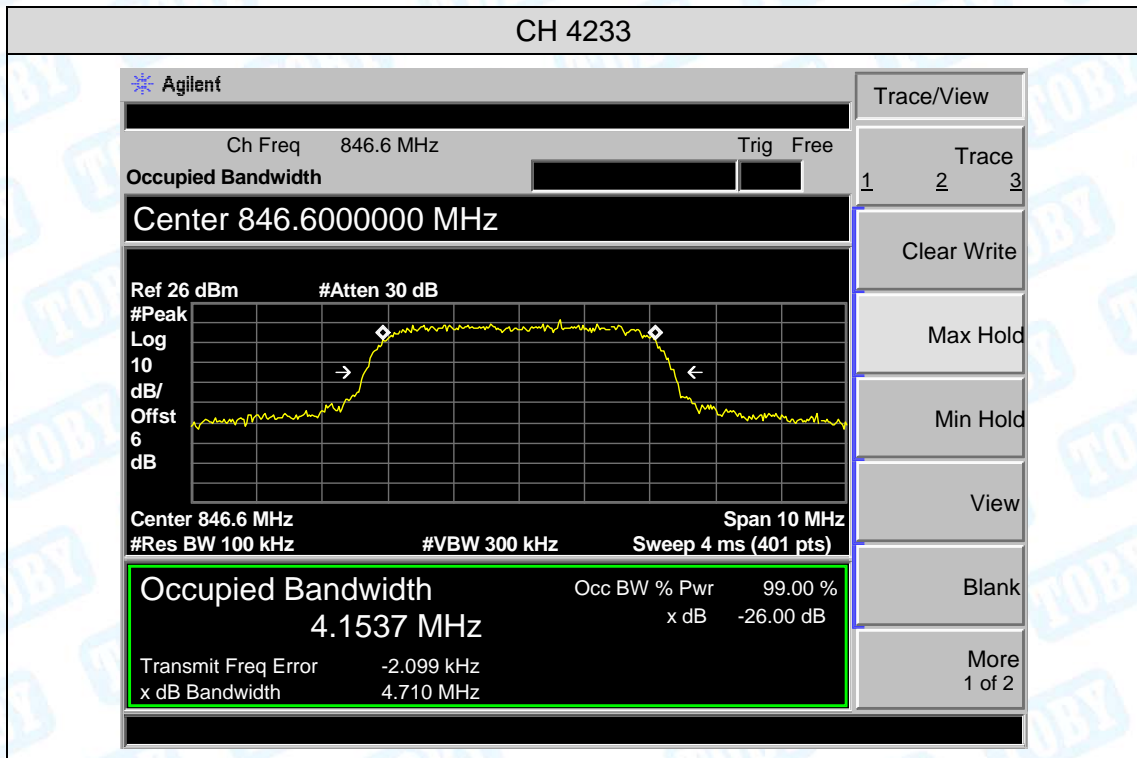 CH 4233
Agilent
Trace/View
Ch Freq 846.6 MHz Trig Free
Occupied Bandwidth
Trace
1 2 3
Center 846.6000000 MHz
Clear Write
Ref 26 dBm #Atten 30 dB
#Peak
Log
10
dB/
Offst
6
dB
Max Hold
Min Hold
Center 846.6 MHz Span 10 MHz
#Res BW 100 kHz #VBW 300 kHz Sweep 4 ms (401 pts)
View
Occupied Bandwidth Occ BW % Pwr 99.00 %
4.1537 MHz x dB -26.00 dB
Blank
Transmit Freq Error -2.099 kHz
x dB Bandwidth 4.710 MHz
More
1 of 2
TOBY